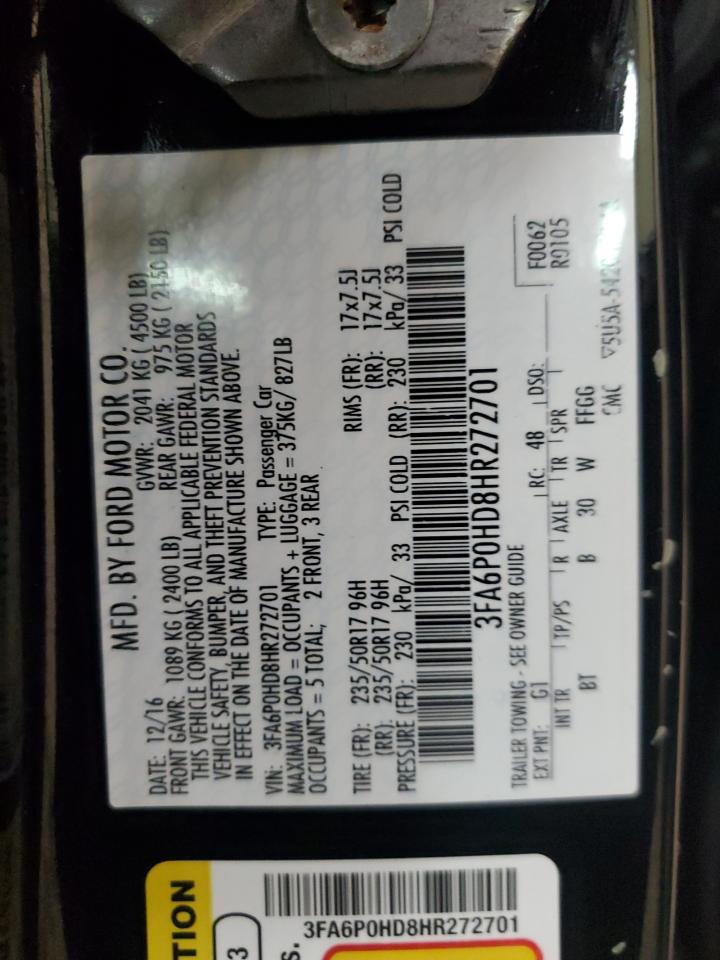 MFD. BY FORD MOTOR CO.
DATE: 12/16 GVWR: 2041 KG ( 4500 LB)
FRONT GAWR: 1089 KG ( 2400 LB) REAR GAWR: 975 KG ( 2150 LB)
THIS VEHICLE CONFORMS TO ALL APPLICABLE FEDERAL MOTOR
VEHICLE SAFETY, BUMPER, AND THEFT PREVENTION STANDARDS
IN EFFECT ON THE DATE OF MANUFACTURE SHOWN ABOVE.
VIN: 3FA6P0HD8HR272701 TYPE: Passenger Car
MAXIMUM LOAD = OCCUPANTS + LUGGAGE = 375KG/ 827LB
OCCUPANTS = 5 TOTAL; 2 FRONT, 3 REAR
TIRE (FR): 235/50R17 96H RIMS (FR): 17x7.5J
(RR): 235/50R17 96H (RR): 17x7.5J
PRESSURE (FR): 230 kPa/ 33 PSI COLD (RR): 230 kPa/ 33 PSI COLD
3FA6P0HD8HR272701
TRAILER TOWING - SEE OWNER GUIDE F0062
EXT PNT: G1 RC: 48 DSO: R0105
INT TR TP/PS R AXLE TR SPR
BT B 30 W FFGG
TION
3
S.
3FA6P0HD8HR272701